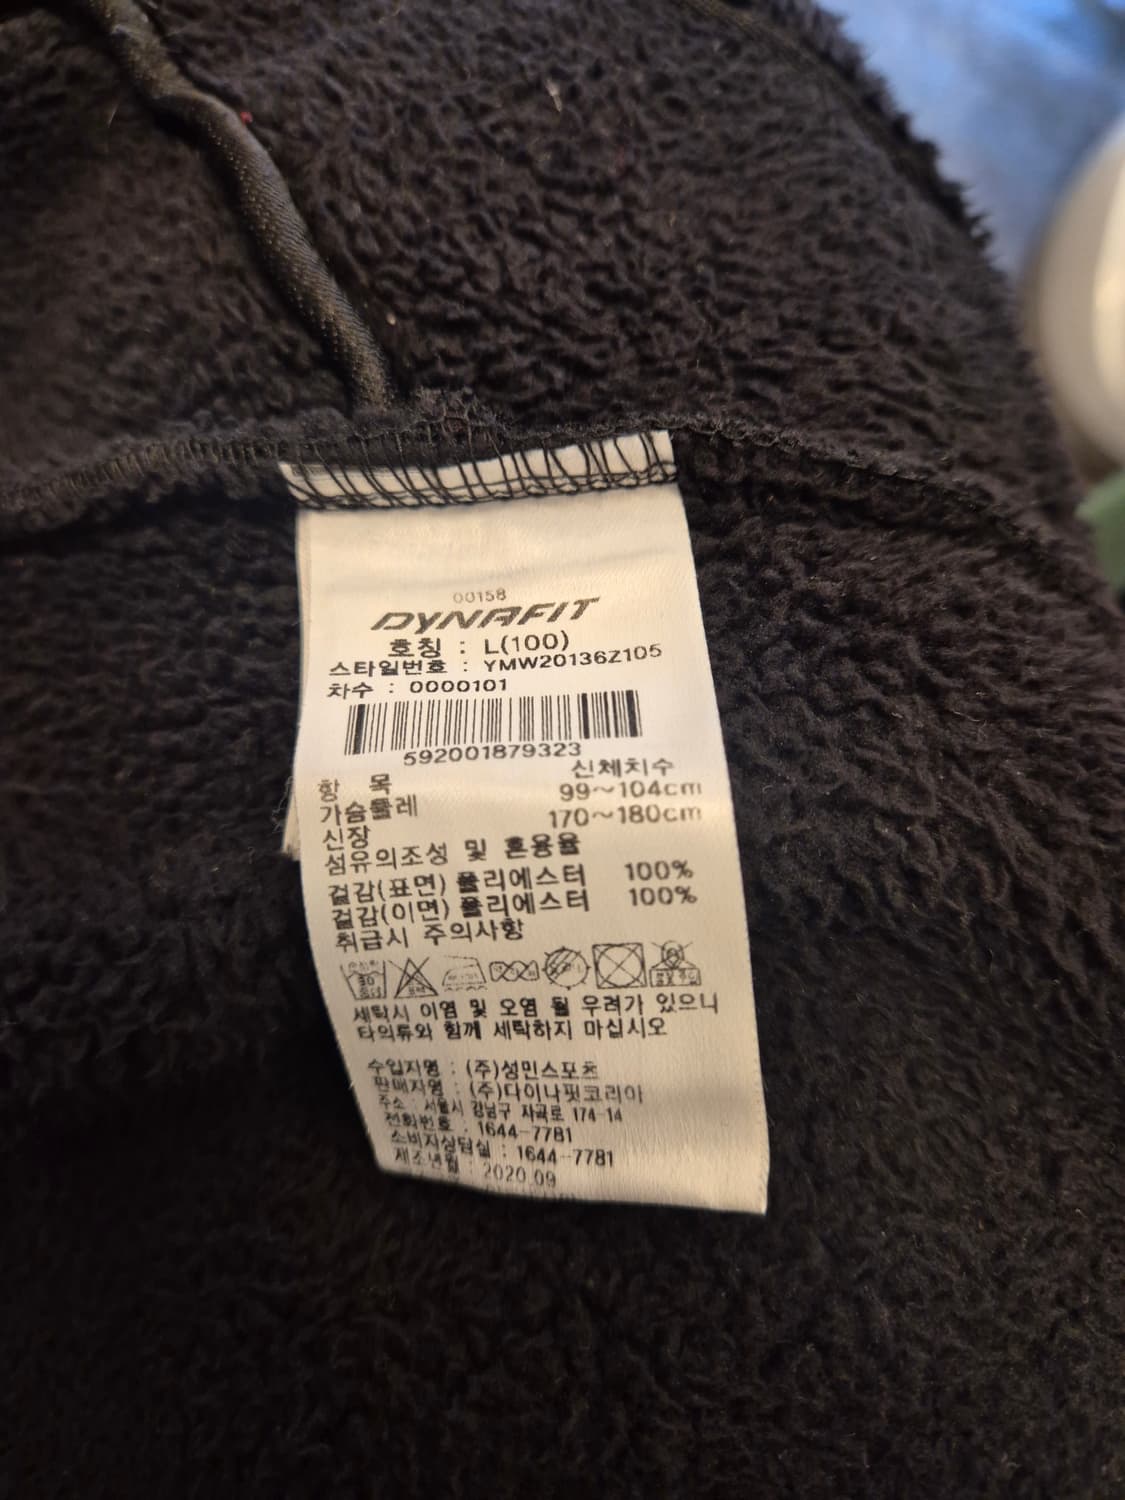 00158
DYNAFIT
호칭 : L(100)
스타일번호 : YMW20136Z105
차수 : 0000101
592001879323
항 목 신체치수
가슴둘레 99~104cm
신장 170~180cm
섬유의조성 및 혼용율
겉감(표면) 폴리에스터 100%
겉감(이면) 폴리에스터 100%
취급시 주의사항
30
세탁시 이염 및 오염 될 우려가 있으니
타의류와 함께 세탁하지 마십시오
수입자명 : (주)성민스포츠
판매자명 : (주)다이나핏코리아
주소 : 서울시 강남구 자곡로 174-14
전화번호 : 1644-7781
소비자상담실 : 1644-7781
제조년월 : 2020.09